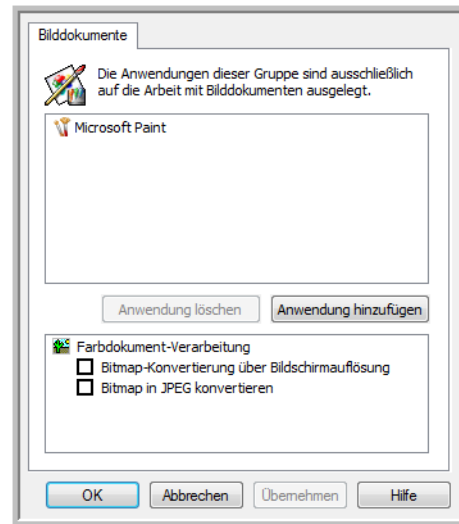 Bilddokumente
Die Anwendungen dieser Gruppe sind ausschließlich
auf die Arbeit mit Bilddokumenten ausgelegt.
Microsoft Paint
Anwendung löschen
Anwendung hinzufügen
Farbdokument-Verarbeitung
Bitmap-Konvertierung über Bildschirmauflösung
Bitmap in JPEG konvertieren
OK
Abbrechen
Übernehmen
Hilfe